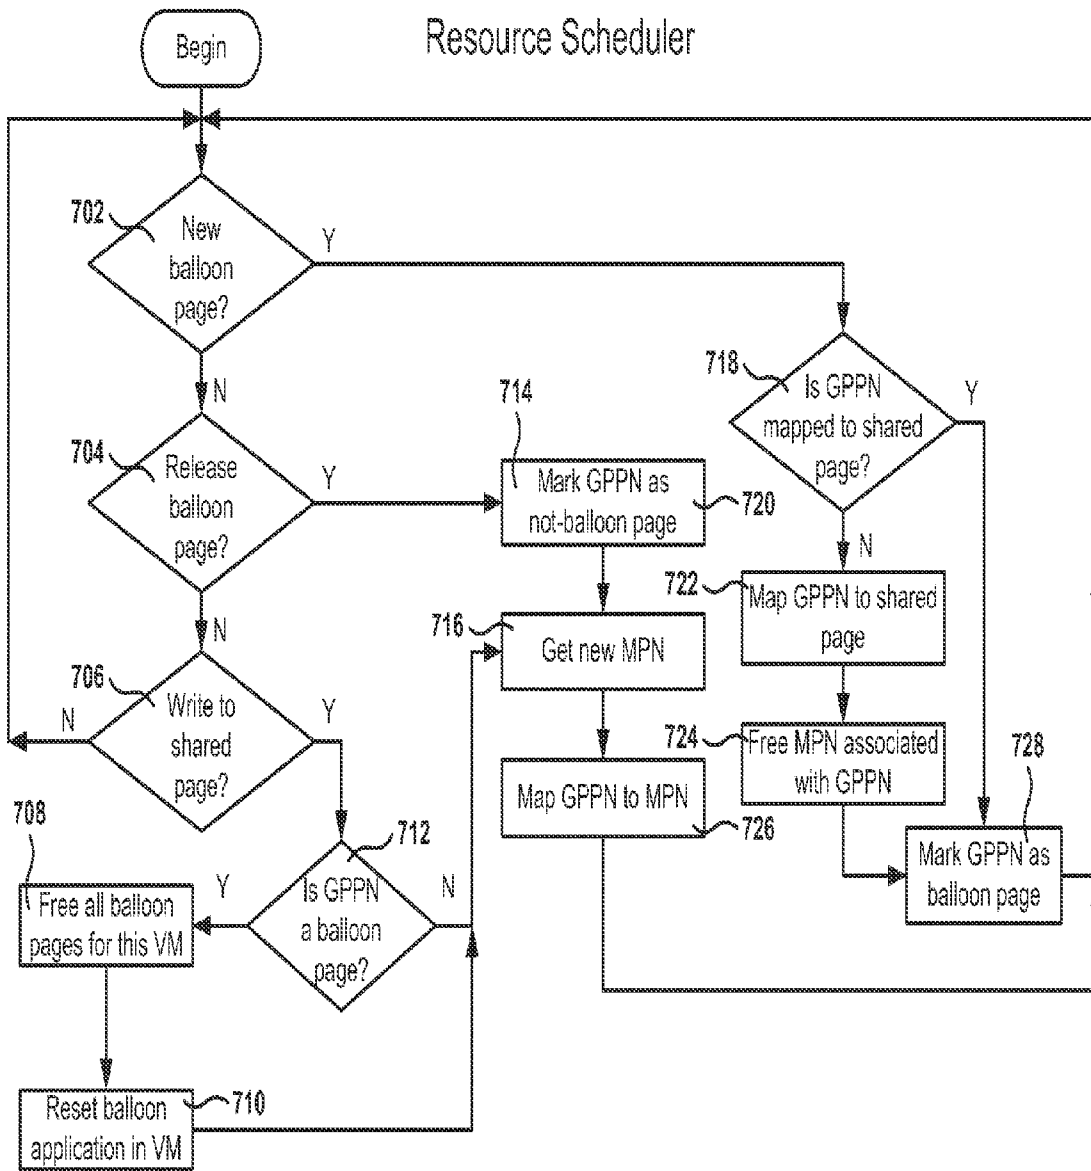 Resource Scheduler
Begin
702
New
balloon
page?
Y
N
718
Is GPPN
mapped to shared
page?
Y
N
704
Release
balloon
page?
Y
N
714
Mark GPPN as
not-balloon page
720
722
Map GPPN to shared
page
716
Get new MPN
706
Write to
shared
page?
N
Y
724
Free MPN associated
with GPPN
Map GPPN to MPN
726
728
Mark GPPN as
balloon page
708
Free all balloon
pages for this VM
712
Is GPPN
a balloon
page?
Y
N
710
Reset balloon
application in VM